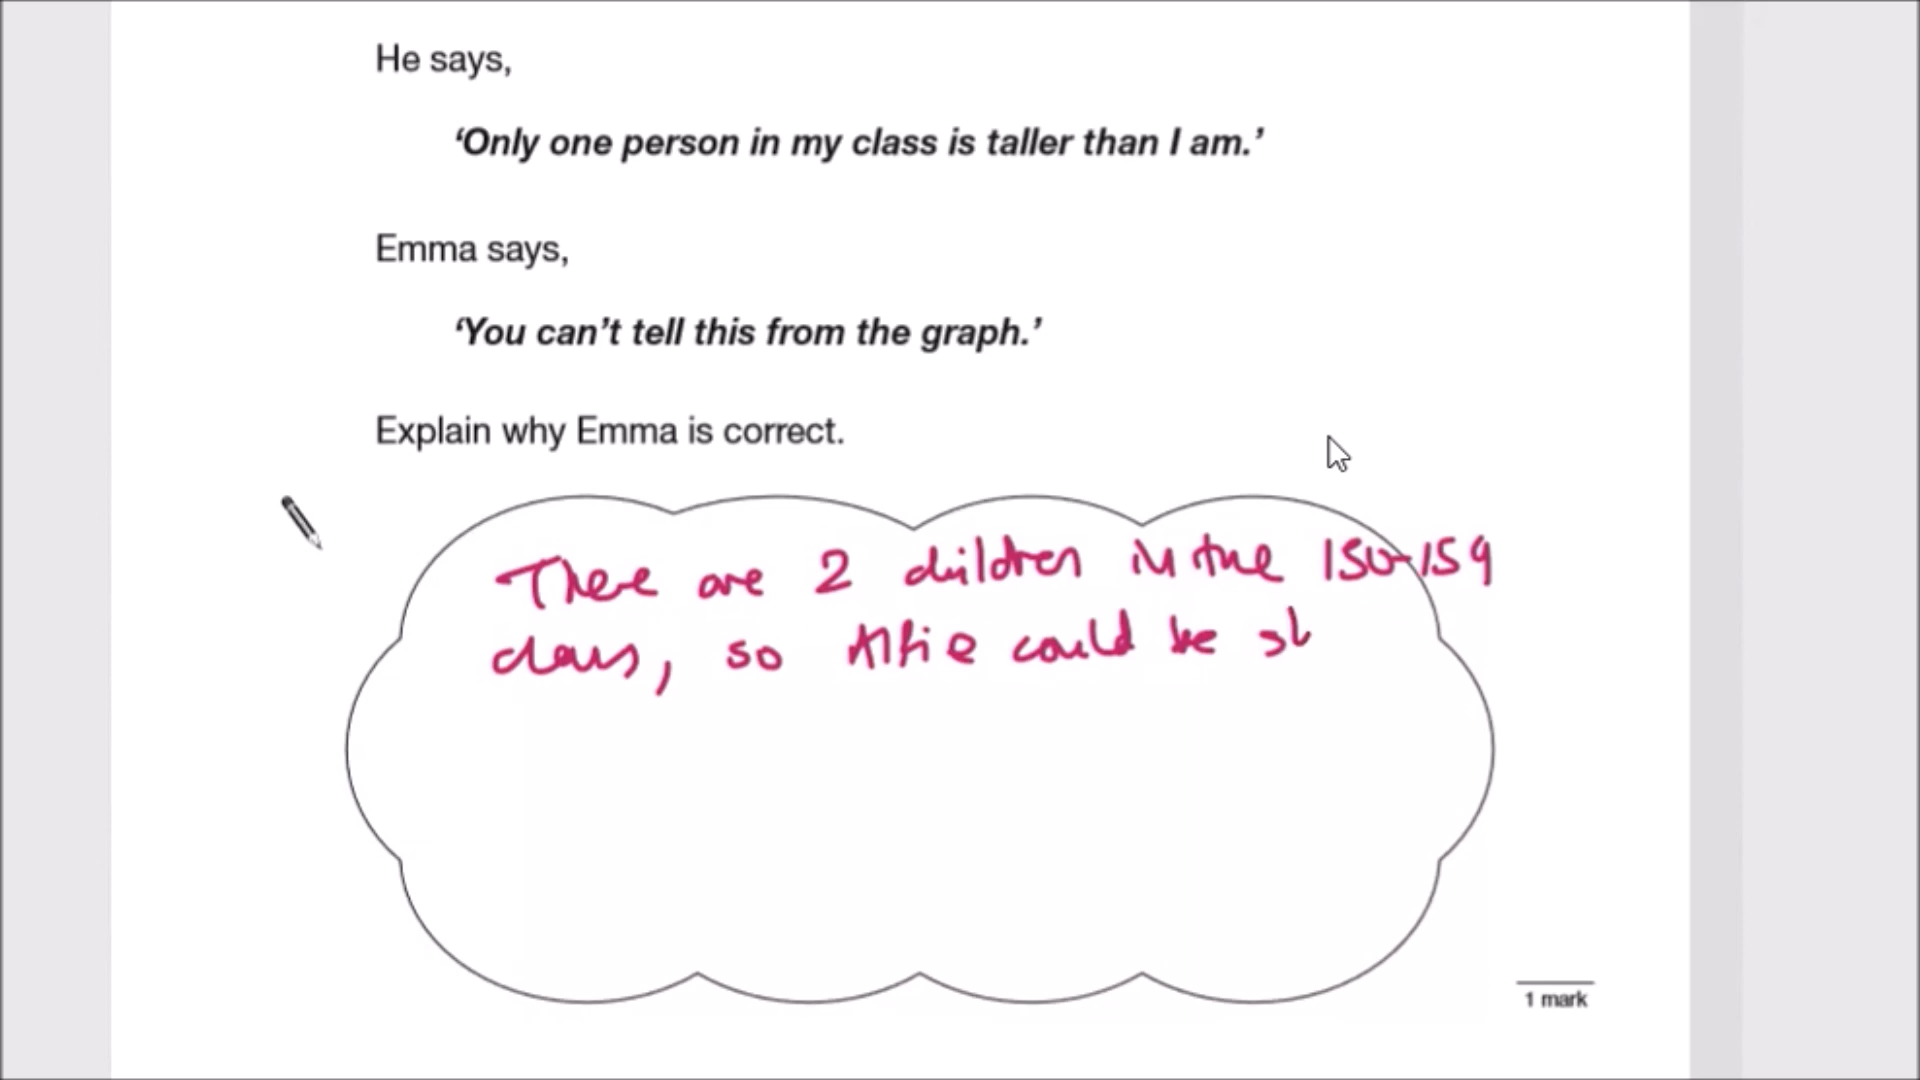 He says,
‘Only one person in my class is taller than I am.’
Emma says,
‘You can’t tell this from the graph.’
Explain why Emma is correct.
There are 2 children in the 150-159
class, so Alfie could be sh
1 mark